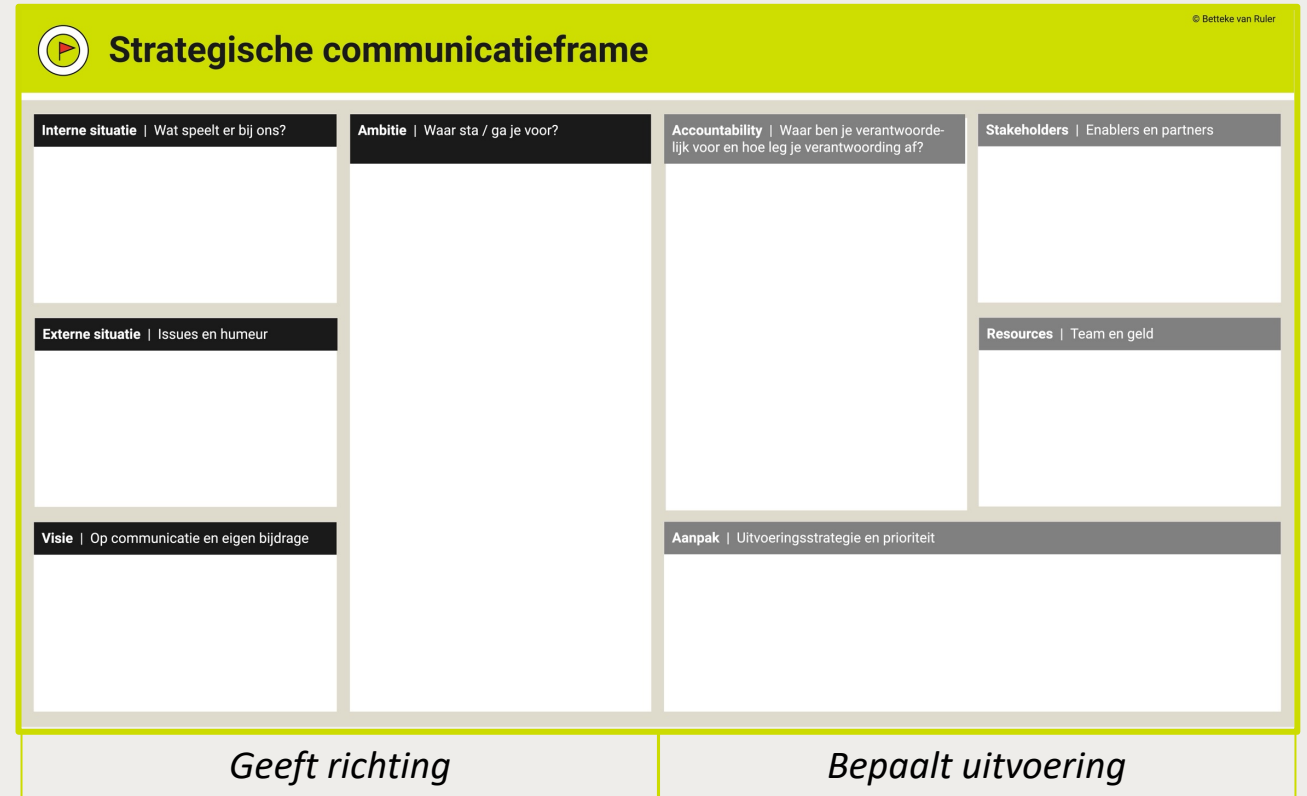 © Betteke van Ruler
Strategische communicatieframe
Interne situatie | Wat speelt er bij ons?
Externe situatie | Issues en humeur
Visie | Op communicatie en eigen bijdrage
Ambitie | Waar sta / ga je voor?
Accountability | Waar ben je verantwoorde-
lijk voor en hoe leg je verantwoording af?
Stakeholders | Enablers en partners
Resources | Team en geld
Aanpak | Uitvoeringsstrategie en prioriteit
Geeft richting
Bepaalt uitvoering